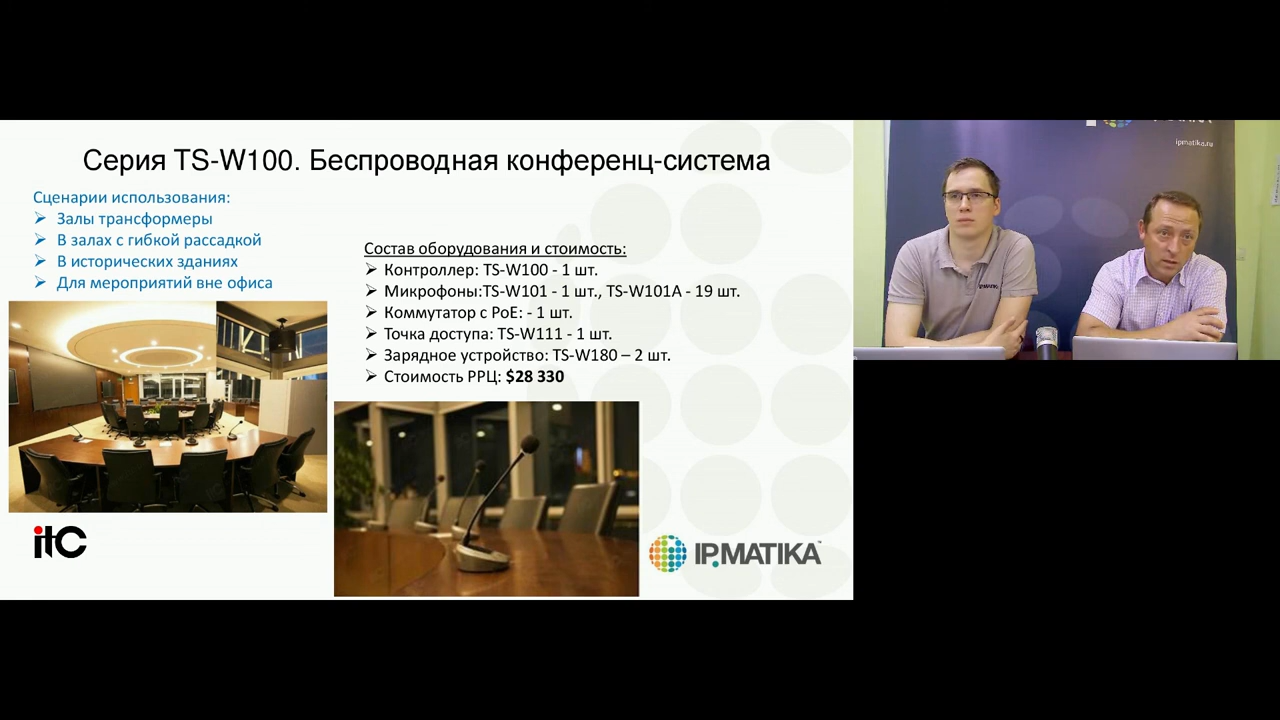 Серия TS-W100. Беспроводная конференц-система
Сценарии использования:
Залы трансформеры
В залах с гибкой рассадкой
В исторических зданиях
Для мероприятий вне офиса
Состав оборудования и стоимость:
Контроллер: TS-W100 - 1 шт.
Микрофоны:TS-W101 - 1 шт., TS-W101A - 19 шт.
Коммутатор с PoE: - 1 шт.
Точка доступа: TS-W111 - 1 шт.
Зарядное устройство: TS-W180 – 2 шт.
Стоимость РРЦ: $28 330
itC
IP.MATIKA™
ipmatika.ru